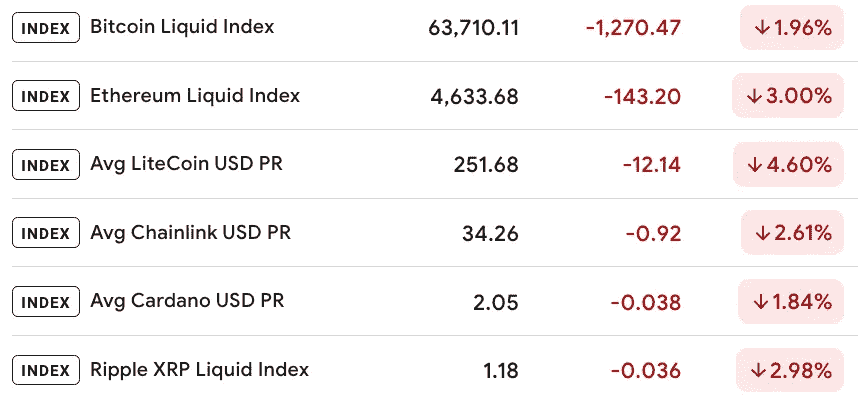 INDEX Bitcoin Liquid Index 63,710.11 -1,270.47 ↓1.96%
INDEX Ethereum Liquid Index 4,633.68 -143.20 ↓3.00%
INDEX Avg LiteCoin USD PR 251.68 -12.14 ↓4.60%
INDEX Avg Chainlink USD PR 34.26 -0.92 ↓2.61%
INDEX Avg Cardano USD PR 2.05 -0.038 ↓1.84%
INDEX Ripple XRP Liquid Index 1.18 -0.036 ↓2.98%